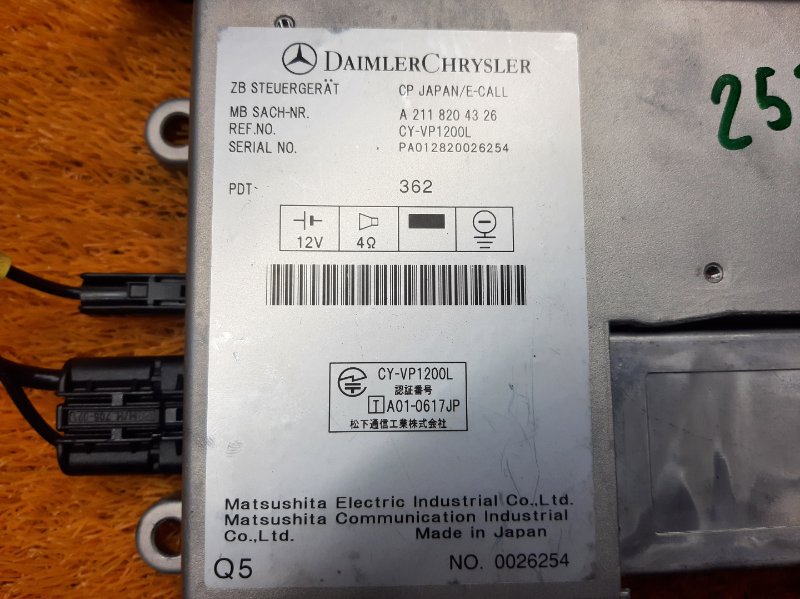 DAIMLERCHRYSLER
ZB STEUERGERÄT CP JAPAN/E-CALL
MB SACH-NR. A 211 820 43 26
REF.NO. CY-VP1200L
SERIAL NO. PA012820026254
PDT- 362
12V 4Ω
CY-VP1200L
認証番号
T A01-0617JP
松下通信工業株式会社
Matsushita Electric Industrial Co.,Ltd.
Matsushita Communication Industrial
Co.,Ltd. Made in Japan
Q5 NO. 0026254
25